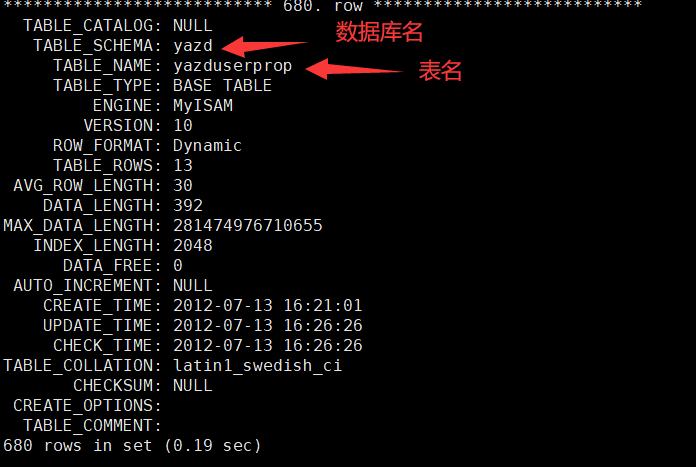 *************************** 680. row ***************************
TABLE_CATALOG: NULL
TABLE_SCHEMA: yazd
数据库名
TABLE_NAME: yazduserprop
表名
TABLE_TYPE: BASE TABLE
ENGINE: MyISAM
VERSION: 10
ROW_FORMAT: Dynamic
TABLE_ROWS: 13
AVG_ROW_LENGTH: 30
DATA_LENGTH: 392
MAX_DATA_LENGTH: 281474976710655
INDEX_LENGTH: 2048
DATA_FREE: 0
AUTO_INCREMENT: NULL
CREATE_TIME: 2012-07-13 16:21:01
UPDATE_TIME: 2012-07-13 16:26:26
CHECK_TIME: 2012-07-13 16:26:26
TABLE_COLLATION: latin1_swedish_ci
CHECKSUM: NULL
CREATE_OPTIONS:
TABLE_COMMENT:
680 rows in set (0.19 sec)